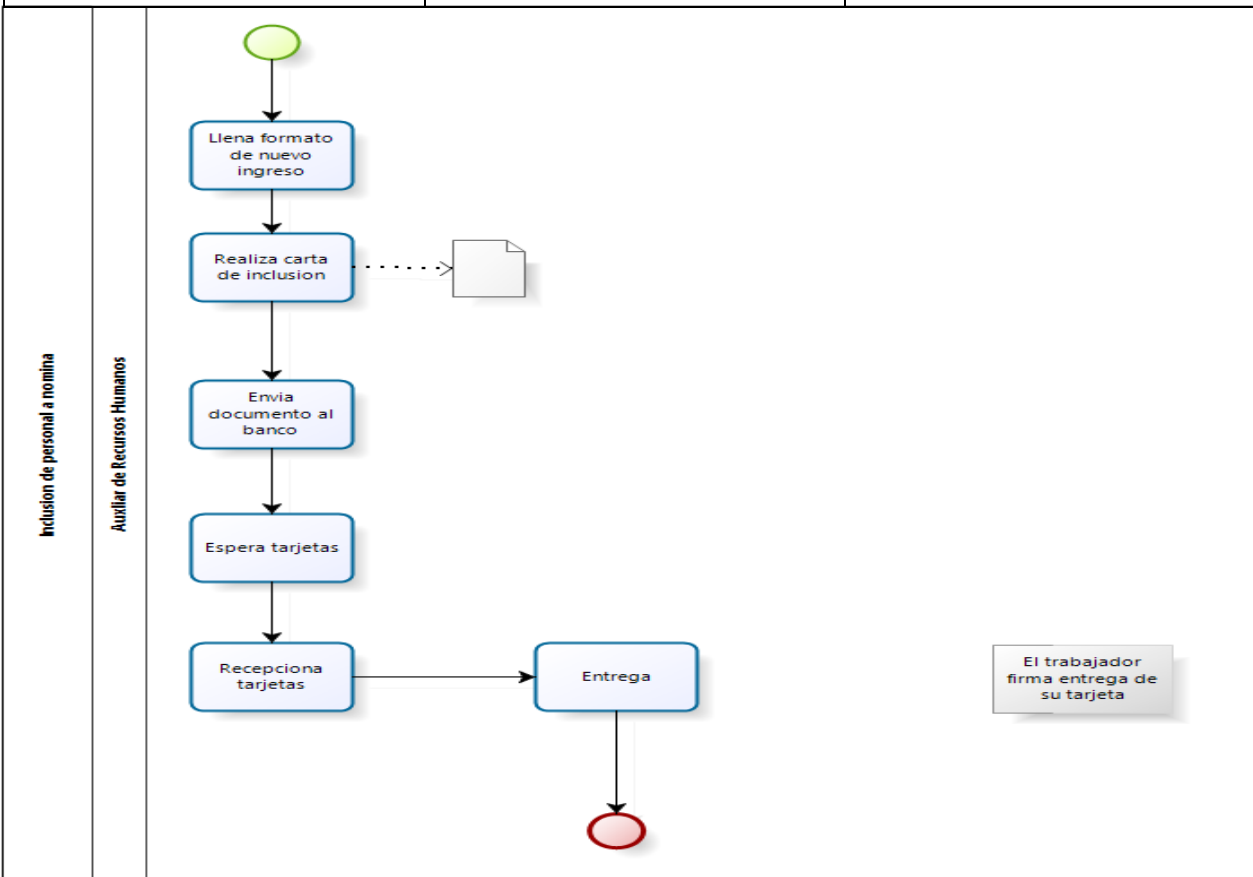 Inclusion de personal a nomina
Auxliar de Recursos Humanos
Llena formato
de nuevo
ingreso
Realiza carta
de inclusion
Envia
documento al
banco
Espera tarjetas
Recepciona
tarjetas
Entrega
El trabajador
firma entrega de
su tarjeta